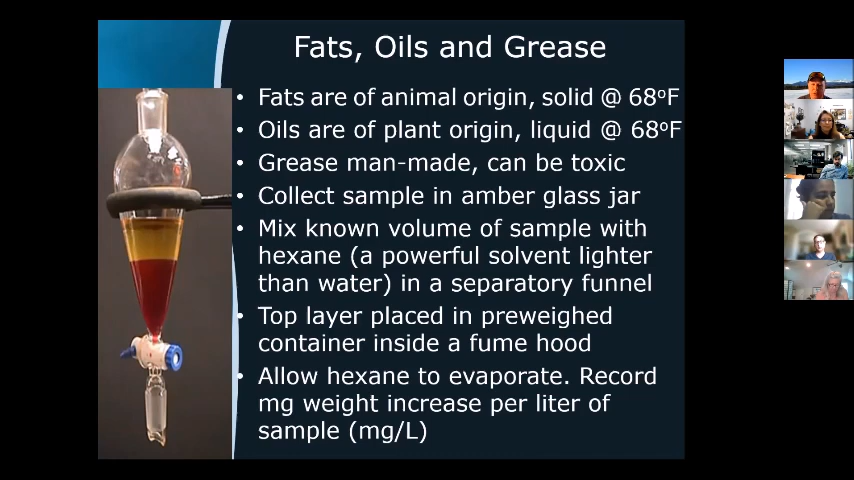 Fats, Oils and Grease
• Fats are of animal origin, solid @ 68ºF
• Oils are of plant origin, liquid @ 68ºF
• Grease man-made, can be toxic
• Collect sample in amber glass jar
• Mix known volume of sample with
hexane (a powerful solvent lighter
than water) in a separatory funnel
• Top layer placed in preweighed
container inside a fume hood
• Allow hexane to evaporate. Record
mg weight increase per liter of
sample (mg/L)